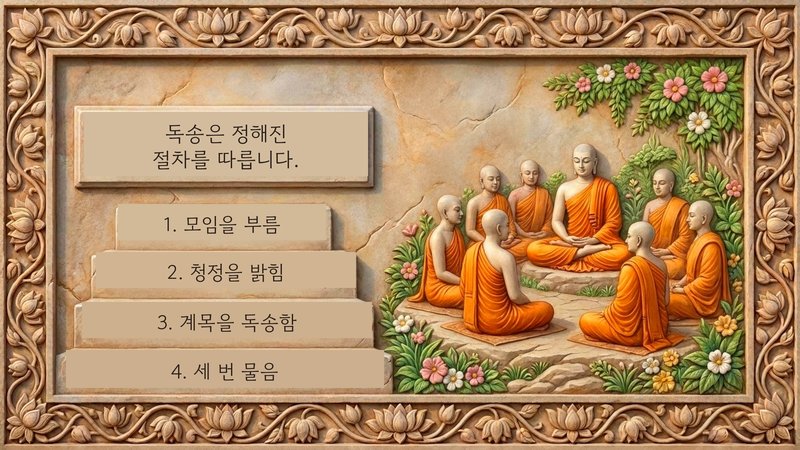 독송은 정해진
절차를 따릅니다.
1. 모임을 부름
2. 청정을 밝힘
3. 계목을 독송함
4. 세 번 물음